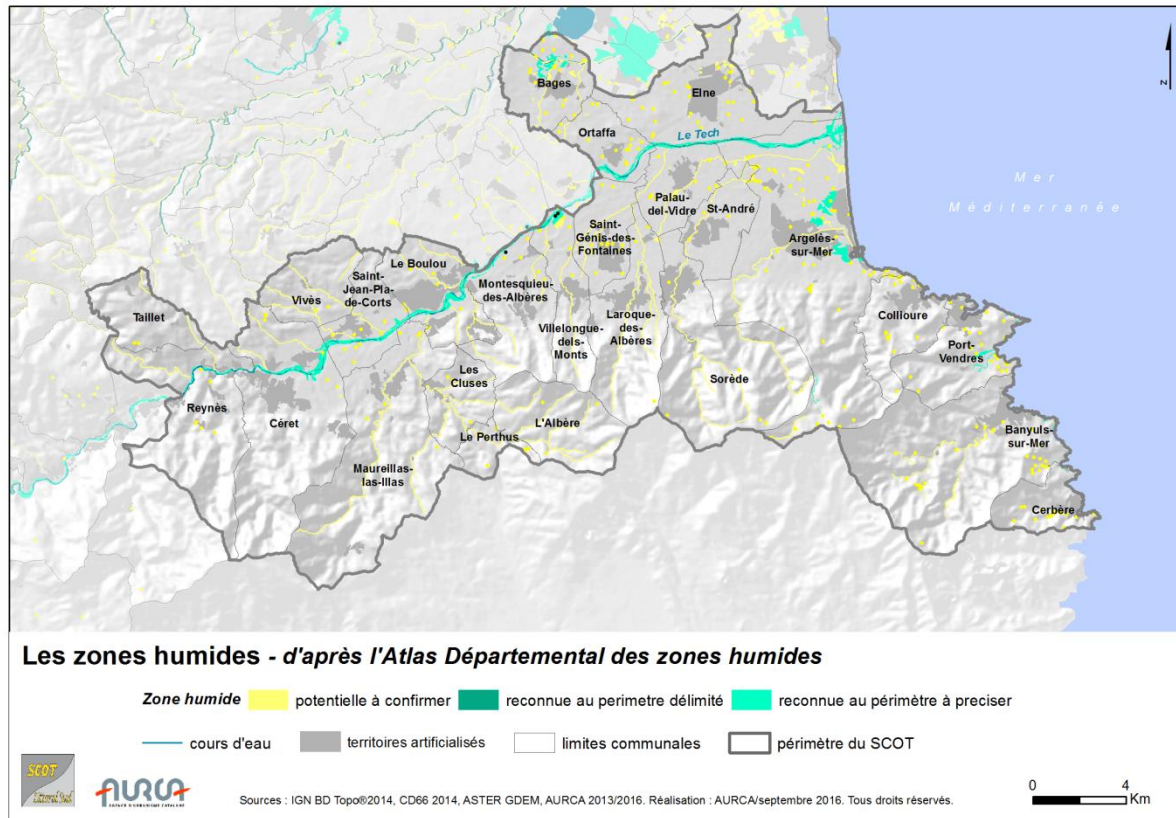 Bages
Elne
Ortaffa
Le Tech
Mer
Méditerranée
Palau-
del-Vidre
St-André
Saint-
Génis-des-
Fontaines
Argelès-
sur-Mer
Le Boulou
Saint-
Jean-Pla-
de-Corts
Montesquieu-
des-Albères
Vivès
Taillet
Collioure
Port-
Vendres
Villelongue-
dels-
Monts
Laroque-
des-
Albères
Les
Cluses
Sorède
Reynès
Céret
L'Albère
Le Perthus
Banyuls-
sur-Mer
Maureillas-
las-Illas
Cerbère
N
Les zones humides - d'après l'Atlas Départemental des zones humides
Zone humide potentielle à confirmer reconnue au perimetre délimité reconnue au périmètre à preciser
cours d'eau territoires artificialisés limites communales périmètre du SCOT
SCOT
Littoral Sud
AURCA
AGENCE D'URBANISME CATALANE
Sources : IGN BD Topo®2014, CD66 2014, ASTER GDEM, AURCA 2013/2016. Réalisation : AURCA/septembre 2016. Tous droits réservés.
0 4
Km